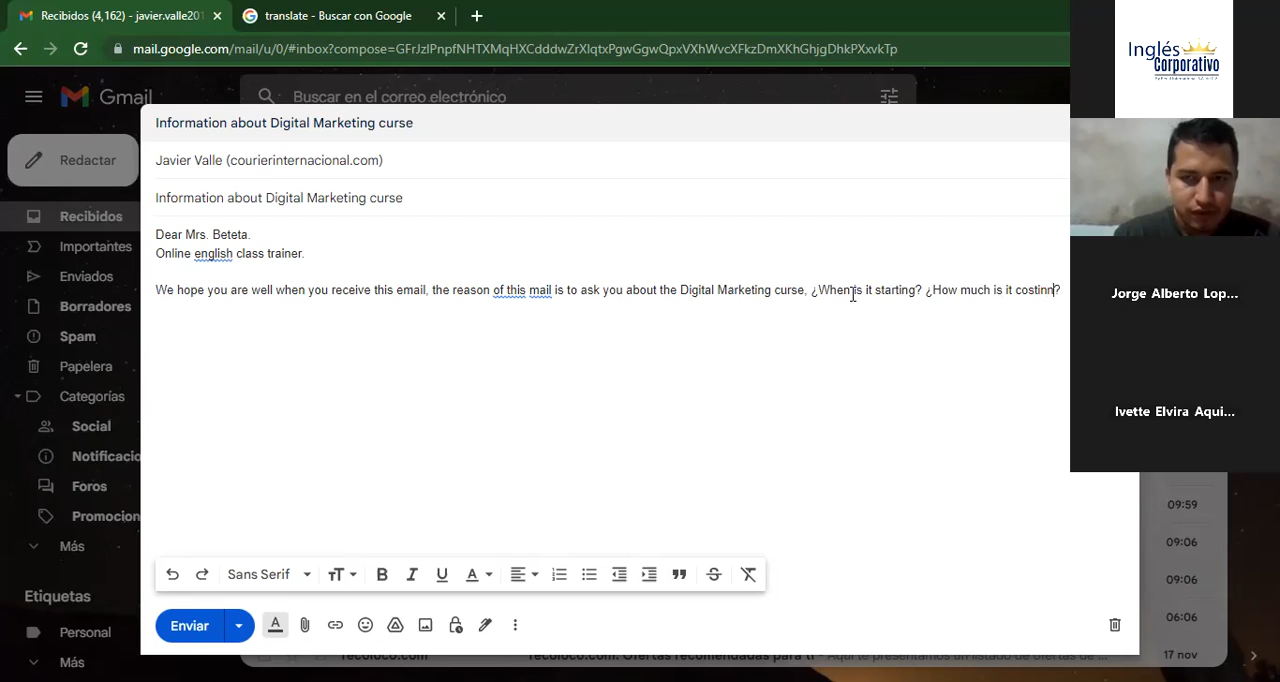 Recibidos (4,162) - javier.valle201
translate - Buscar con Google
mail.google.com/mail/u/0/#inbox?compose=GFrJzlPnpfNHTXMqHXCdddwZrXlqtxPgwGgwQpxVXhWvcXFkzDmXKhGhjgDhkPXxvkTp
Gmail
Buscar en el correo electrónico
Redactar
Recibidos
Importantes
Enviados
Borradores
Spam
Papelera
Categorías
Social
Notificacio
Foros
Promocion
Más
Etiquetas
Personal
Más
Information about Digital Marketing curse
Javier Valle (courierinternacional.com)
Information about Digital Marketing curse
Dear Mrs. Beteta.
Online english class trainer.
We hope you are well when you receive this email, the reason of this mail is to ask you about the Digital Marketing curse, ¿When is it starting? ¿How much is it costinn?
Sans Serif
Enviar
Inglés
Corporativo
Jorge Alberto Lop...
Ivette Elvira Aqui...
09:59
09:06
09:06
06:06
17 nov